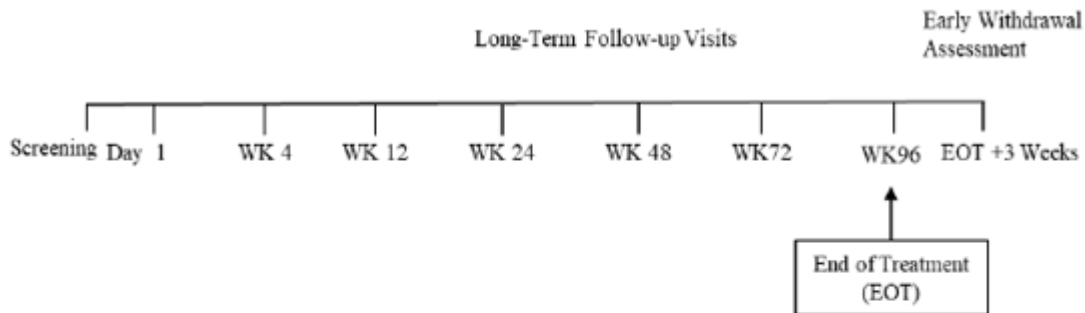 Early Withdrawal
Assessment
Long-Term Follow-up Visits
Screening Day 1 WK 4 WK 12 WK 24 WK 48 WK72 WK96 EOT +3 Weeks
End of Treatment
(EOT)